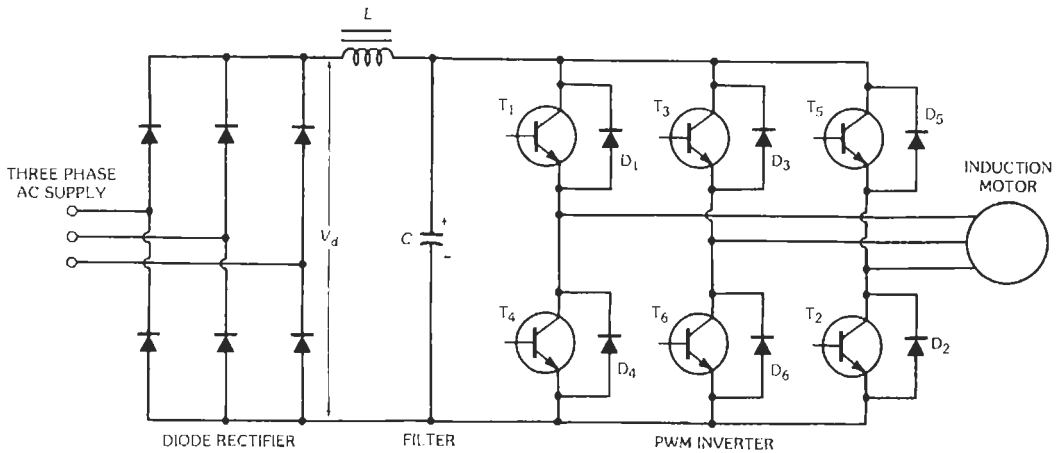 L
T1
T3
T5
D5
D1
D3
THREE PHASE
AC SUPPLY
INDUCTION
MOTOR
Vd
C
+
-
T4
T6
T2
D4
D6
D2
DIODE RECTIFIER
FILTER
PWM INVERTER